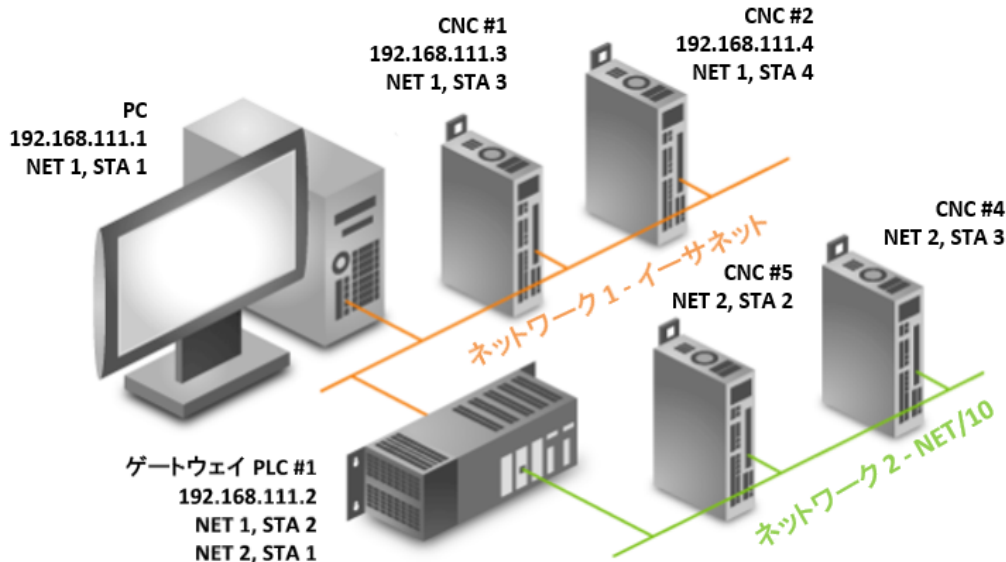 CNC #1
192.168.111.3
NET 1, STA 3
CNC #2
192.168.111.4
NET 1, STA 4
PC
192.168.111.1
NET 1, STA 1
CNC #4
NET 2, STA 3
CNC #5
NET 2, STA 2
ネットワーク 1 - イーサネット
ゲートウェイ PLC #1
192.168.111.2
NET 1, STA 2
NET 2, STA 1
ネットワーク 2 - NET/10